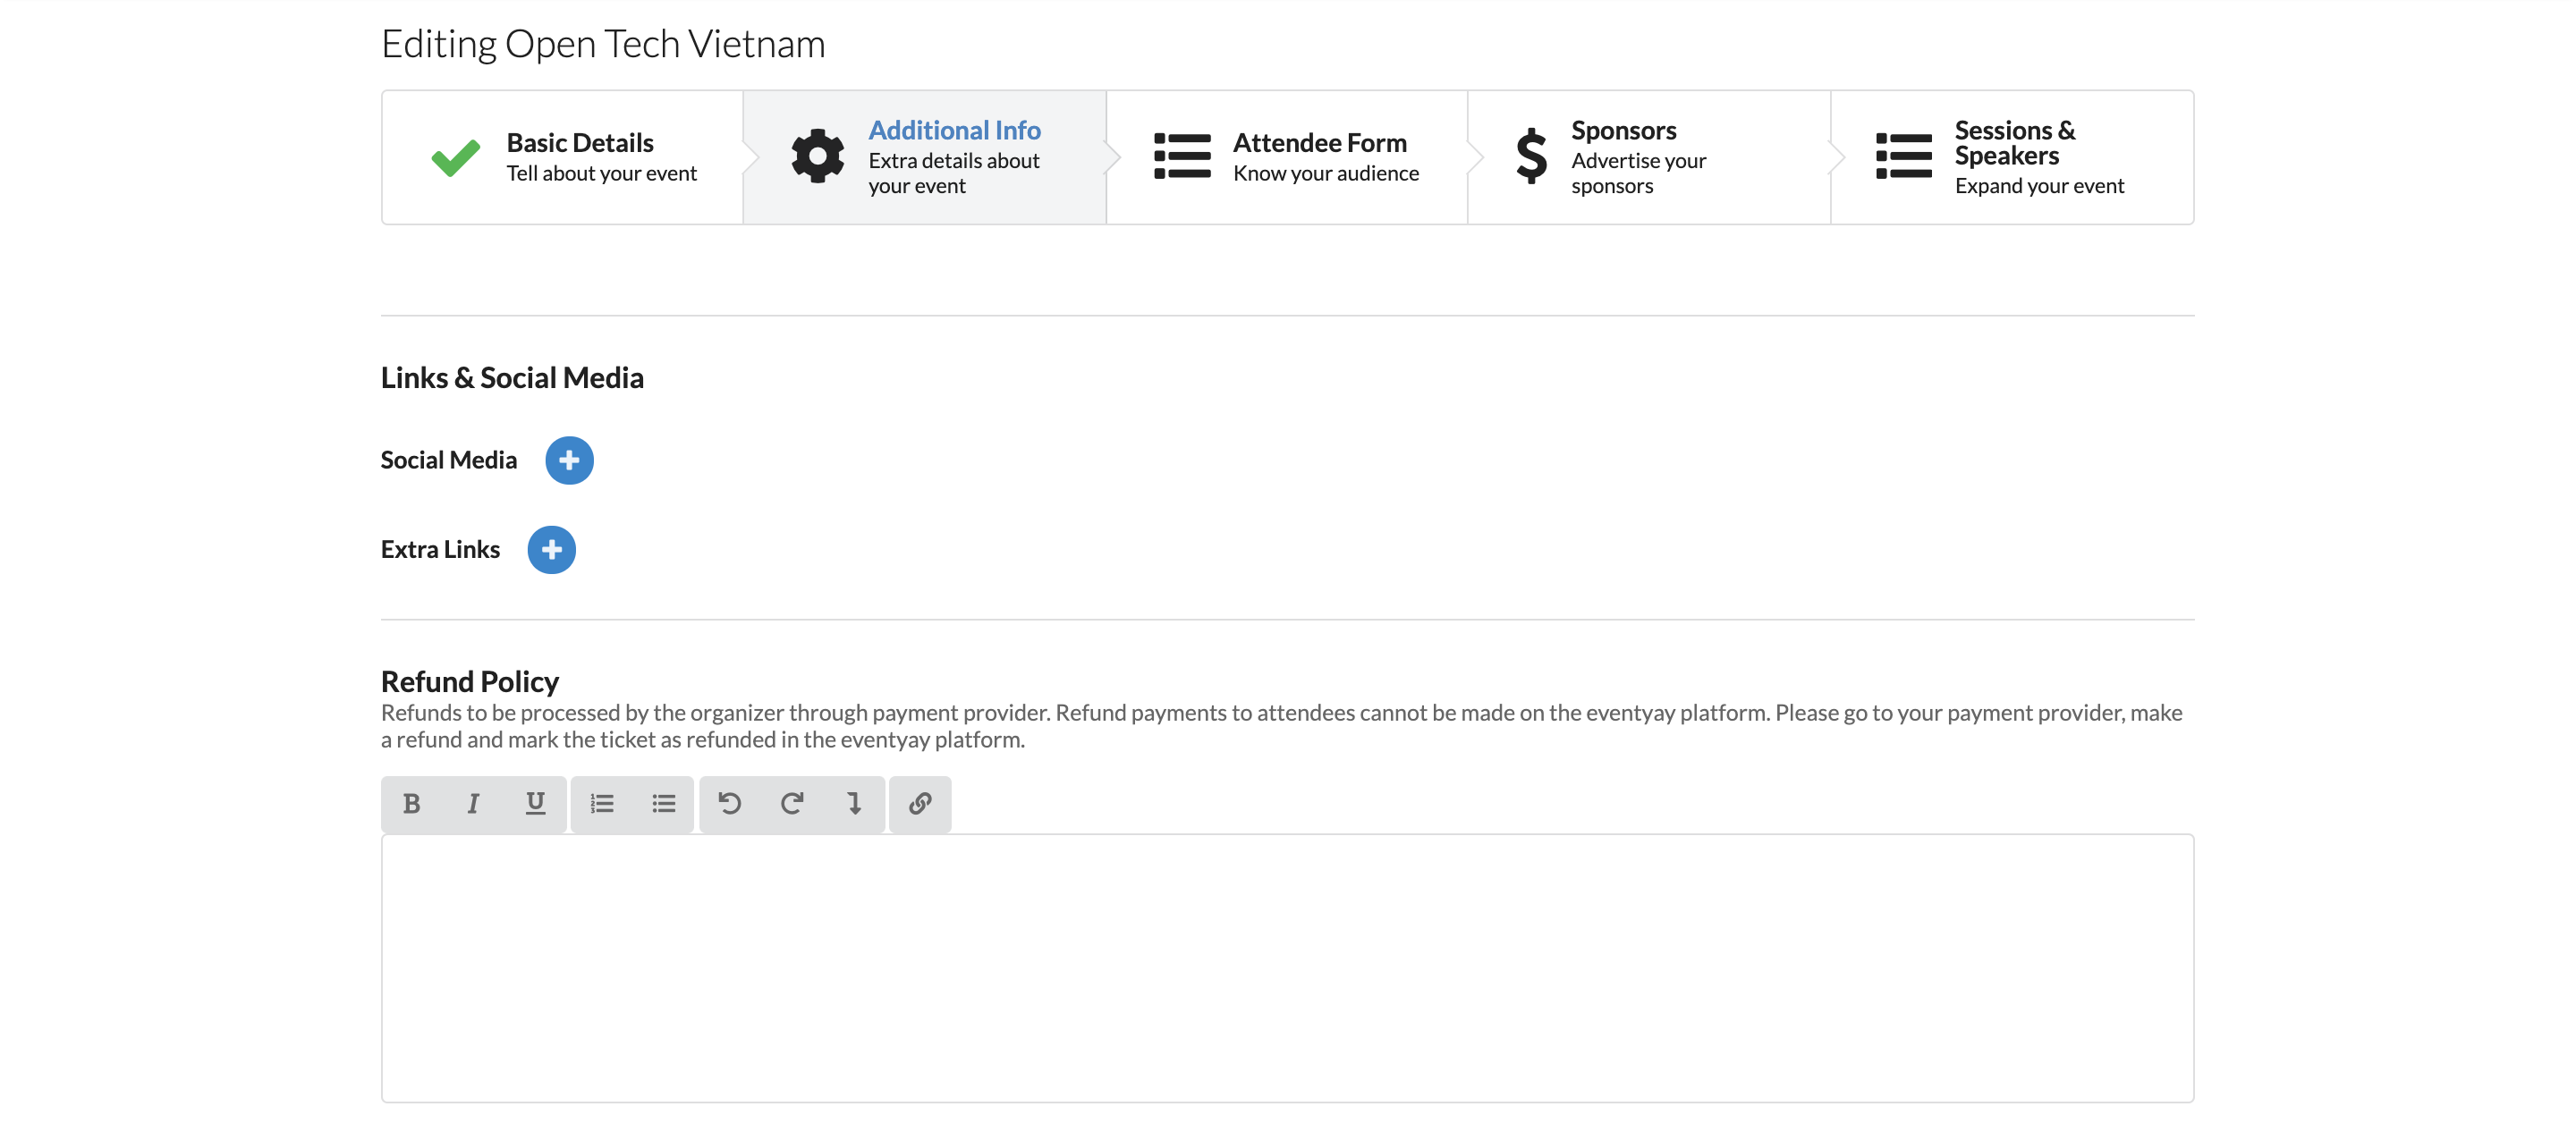 Editing Open Tech Vietnam
Basic Details
Tell about your event
Additional Info
Extra details about
your event
Attendee Form
Know your audience
Sponsors
Advertise your
sponsors
Sessions &
Speakers
Expand your event
Links & Social Media
Social Media
Extra Links
Refund Policy
Refunds to be processed by the organizer through payment provider. Refund payments to attendees cannot be made on the eventyay platform. Please go to your payment provider, make
a refund and mark the ticket as refunded in the eventyay platform.
B I U